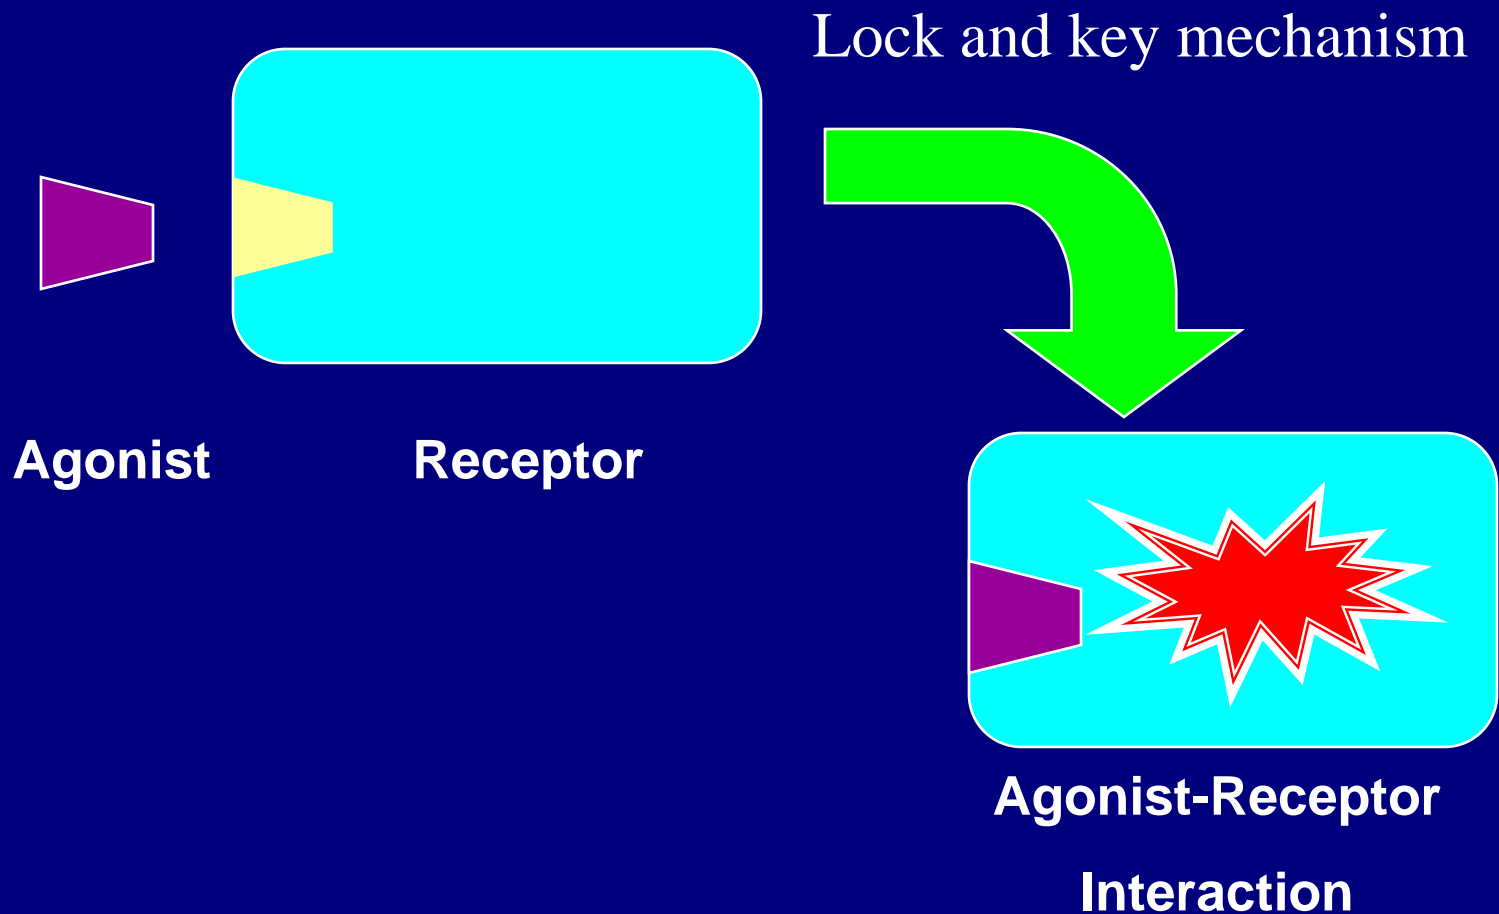 Lock and key mechanism
Agonist
Receptor
Agonist-Receptor
Interaction